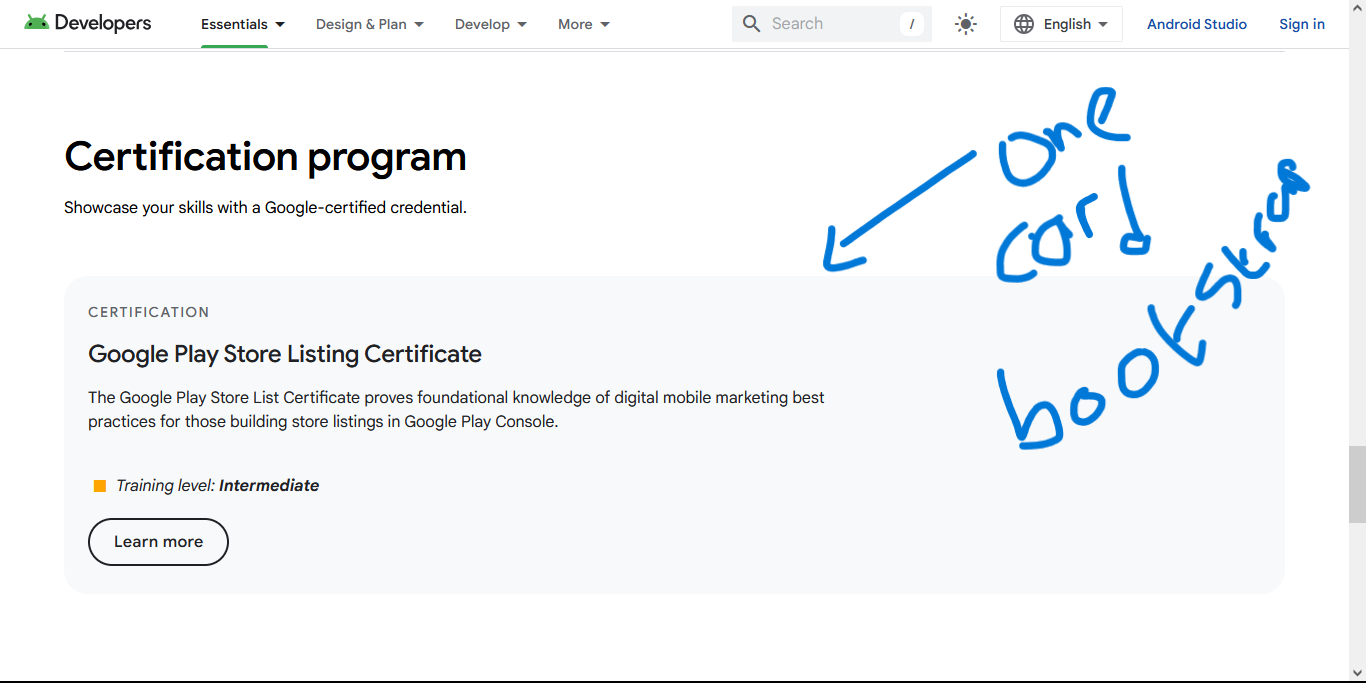 Developers Essentials Design & Plan Develop More Search / English Android Studio Sign in
Certification program
Showcase your skills with a Google-certified credential.
one
card
CERTIFICATION
Google Play Store Listing Certificate
The Google Play Store List Certificate proves foundational knowledge of digital mobile marketing best
practices for those building store listings in Google Play Console.
Training level: Intermediate
Learn more